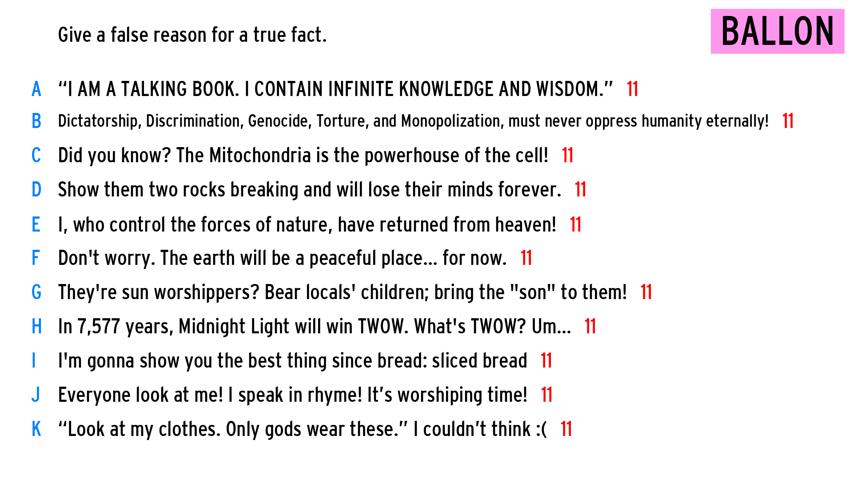 Give a false reason for a true fact.
BALLON
A “I AM A TALKING BOOK. I CONTAIN INFINITE KNOWLEDGE AND WISDOM.” 11
B Dictatorship, Discrimination, Genocide, Torture, and Monopolization, must never oppress humanity eternally! 11
C Did you know? The Mitochondria is the powerhouse of the cell! 11
D Show them two rocks breaking and will lose their minds forever. 11
E I, who control the forces of nature, have returned from heaven! 11
F Don't worry. The earth will be a peaceful place... for now. 11
G They're sun worshippers? Bear locals' children; bring the "son" to them! 11
H In 7,577 years, Midnight Light will win TWOW. What's TWOW? Um... 11
I I'm gonna show you the best thing since bread: sliced bread 11
J Everyone look at me! I speak in rhyme! It’s worshiping time! 11
K “Look at my clothes. Only gods wear these.” I couldn’t think :( 11